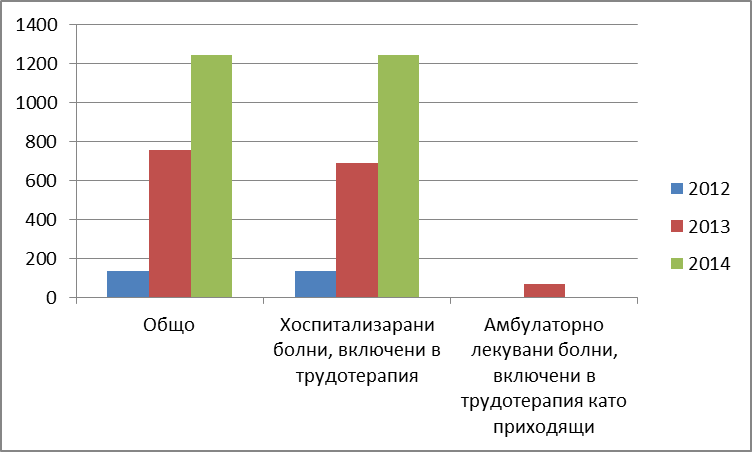 1400
1200
1000
800
600
400
200
0
Общо
Хоспитализарани
болни, включени в
трудотерапия
Амбулаторно
лекувани болни,
включени в
трудотерапия като
приходящи
2012
2013
2014